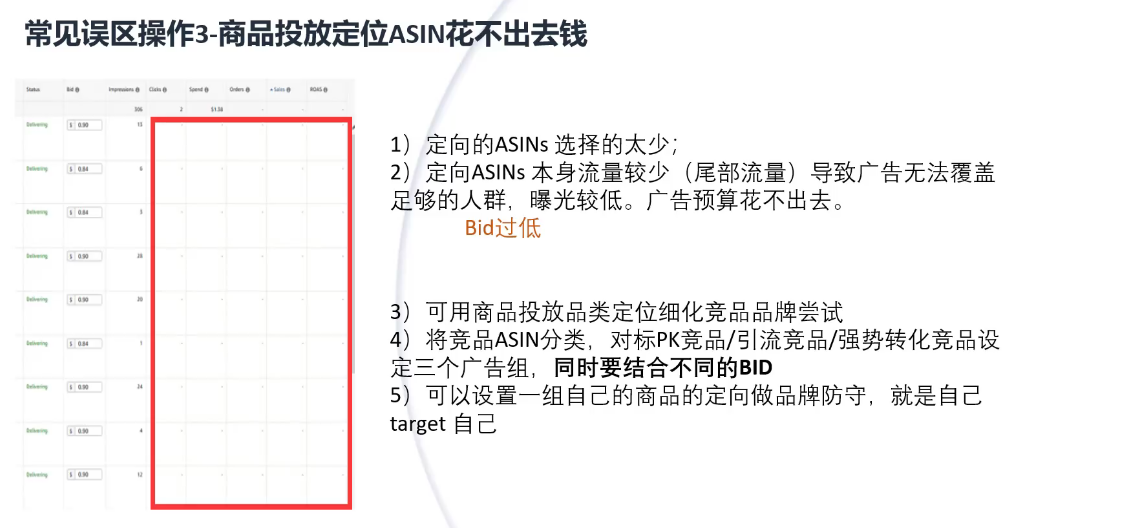 常见误区操作3-商品投放定位ASIN花不出去钱
Status Bid Impressions Clicks Spend Orders Sales ROAS
306 2 $1.38 - - -
Delivering $ 0.90 13 - - - - -
Delivering $ 0.84 6 - - - - -
Delivering $ 0.84 3 - - - - -
Delivering $ 0.90 28 - - - - -
Delivering $ 0.90 20 - - - - -
Delivering $ 0.84 1 - - - - -
Delivering $ 0.90 24 - - - - -
Delivering $ 0.90 4 - - - - -
Delivering $ 0.90 12 - - - - -
1）定向的ASINs 选择的太少；
2）定向ASINs 本身流量较少（尾部流量）导致广告无法覆盖
足够的人群，曝光较低。广告预算花不出去。
Bid过低
3）可用商品投放品类定位细化竞品品牌尝试
4）将竞品ASIN分类，对标PK竞品/引流竞品/强势转化竞品设
定三个广告组，同时要结合不同的BID
5）可以设置一组自己的商品的定向做品牌防守，就是自己
target 自己